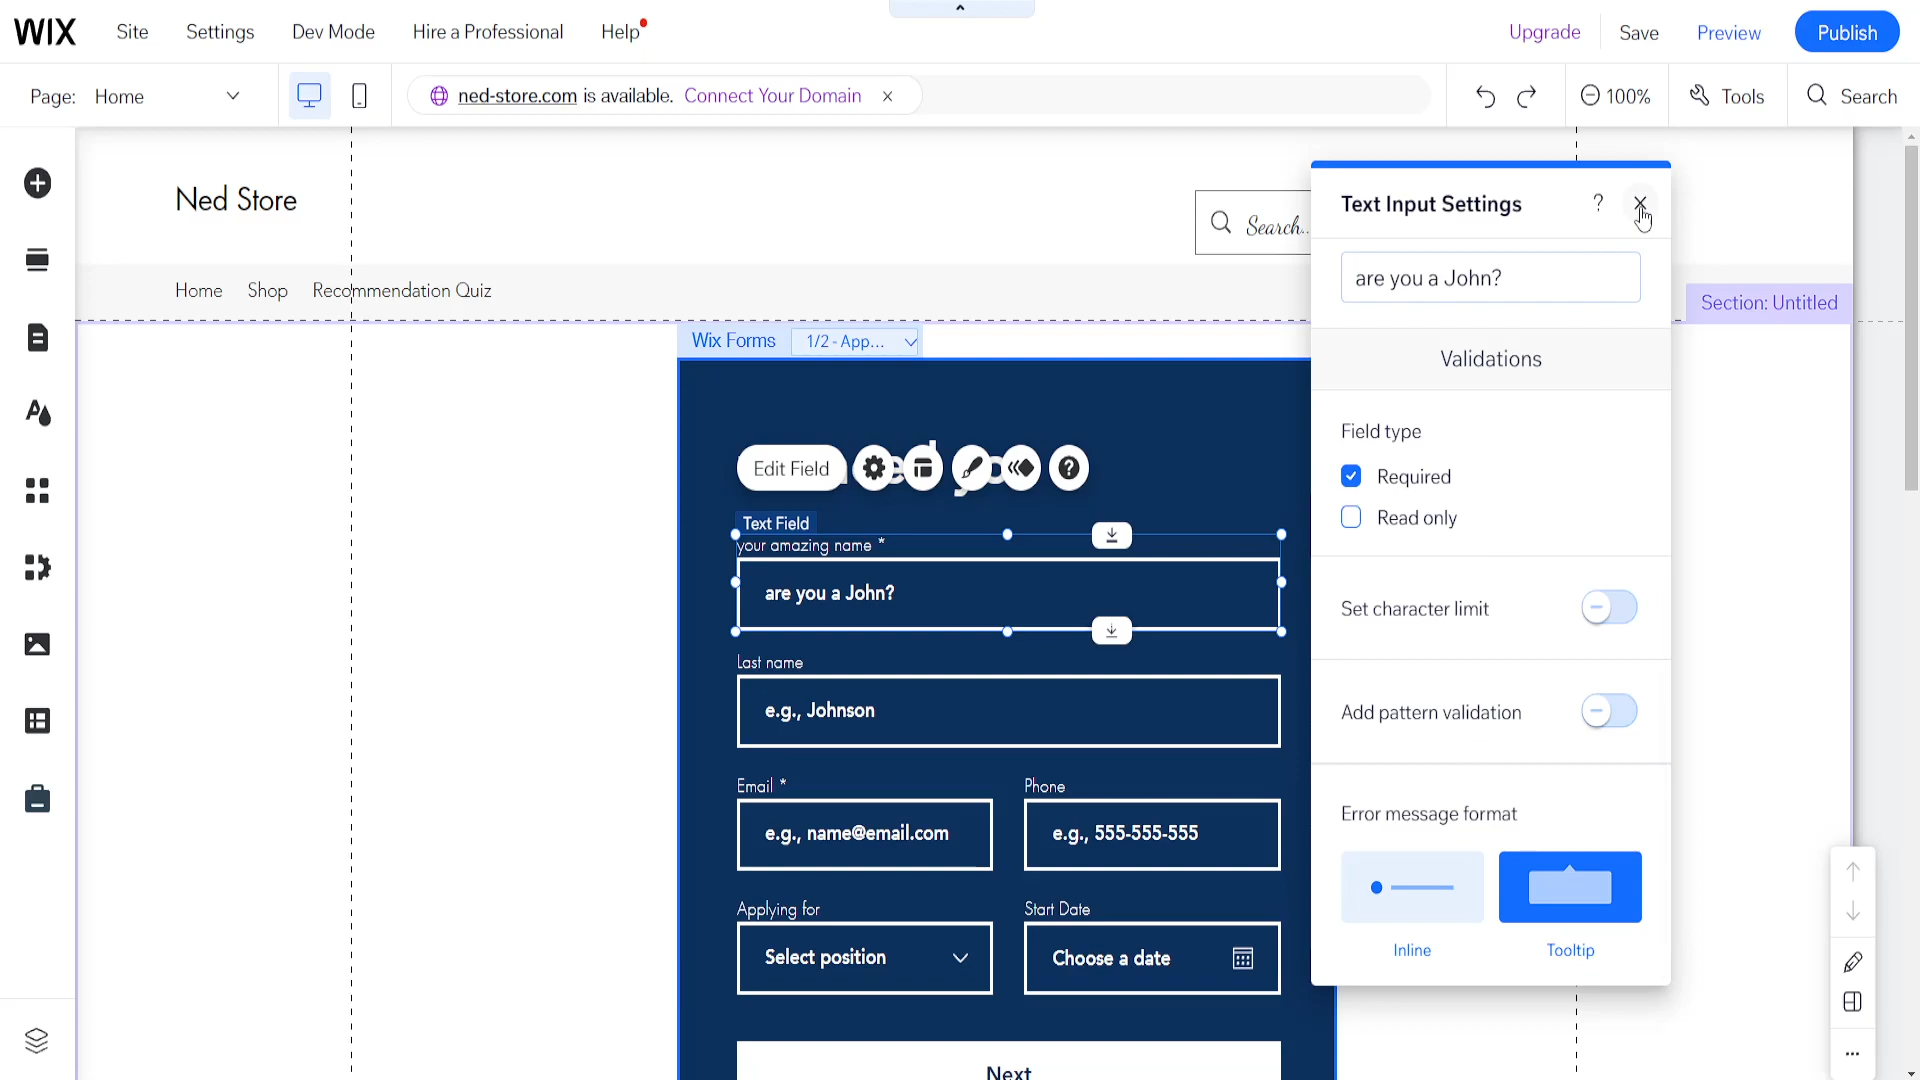 WIX Site Settings Dev Mode Hire a Professional Help Upgrade Save Preview Publish
Page: Home ned-store.com is available. Connect Your Domain 100% Tools Search
Ned Store
Search..
Home Shop Recommendation Quiz
Section: Untitled
Wix Forms 1/2 - App...
Edit Field
Text Field
your amazing name *
are you a John?
Last name
e.g., Johnson
Email * Phone
e.g., name@email.com e.g., 555-555-555
Applying for Start Date
Select position Choose a date
Next
Text Input Settings ?
are you a John?
Validations
Field type
Required
Read only
Set character limit
Add pattern validation
Error message format
Inline Tooltip